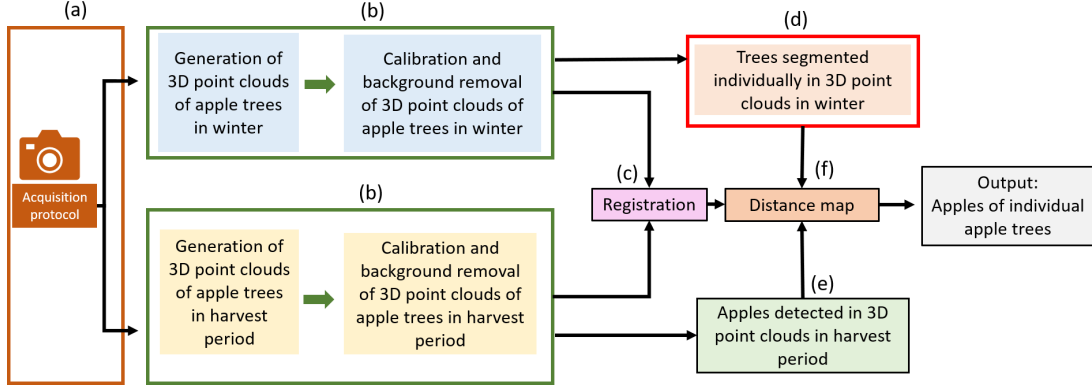 (a)
Acquisition
protocol
(b)
Generation of
3D point clouds
of apple trees
in winter
Calibration and
background removal
of 3D point clouds of
apple trees in winter
(b)
Generation of
3D point clouds
of apple trees
in harvest
period
Calibration and
background removal
of 3D point clouds of
apple trees in harvest
period
(c)
Registration
(d)
Trees segmented
individually in 3D
point clouds in winter
(f)
Distance map
(e)
Apples detected in 3D
point clouds in harvest
period
Output:
Apples of individual
apple trees